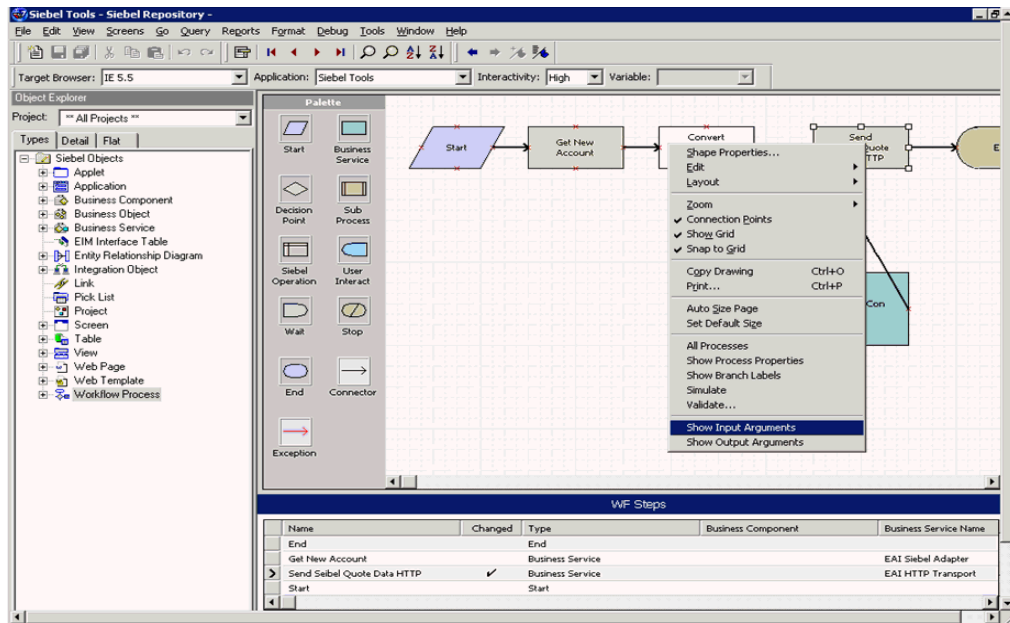 Siebel Tools - Siebel Repository -
File Edit View Screens Go Query Reports Format Debug Tools Window Help
Target Browser: IE 5.5 Application: Siebel Tools Interactivity: High Variable:
Object Explorer
Project: ** All Projects **
Types Detail Flat
Siebel Objects
Applet
Application
Business Component
Business Object
Business Service
EIM Interface Table
Entity Relationship Diagram
Integration Object
Link
Pick List
Project
Screen
Table
View
Web Page
Web Template
Workflow Process
Palette
Start
Business Service
Decision Point
Sub Process
Siebel Operation
User Interact
Wait
Stop
End
Connector
Exception
Start
Get New
Account
Convert
Send
Quote
TTP
E
Con
Shape Properties...
Edit
Layout
Zoom
Connection Points
Show Grid
Snap to Grid
Copy Drawing Ctrl+O
Print... Ctrl+P
Auto Size Page
Set Default Size
All Processes
Show Process Properties
Show Branch Labels
Simulate
Validate...
Show Input Arguments
Show Output Arguments
WF Steps
Name Changed Type Business Component Business Service Name
End End
Get New Account Business Service EAI Siebel Adapter
Send Seibel Quote Data HTTP ✓ Business Service EAI HTTP Transport
Start Start